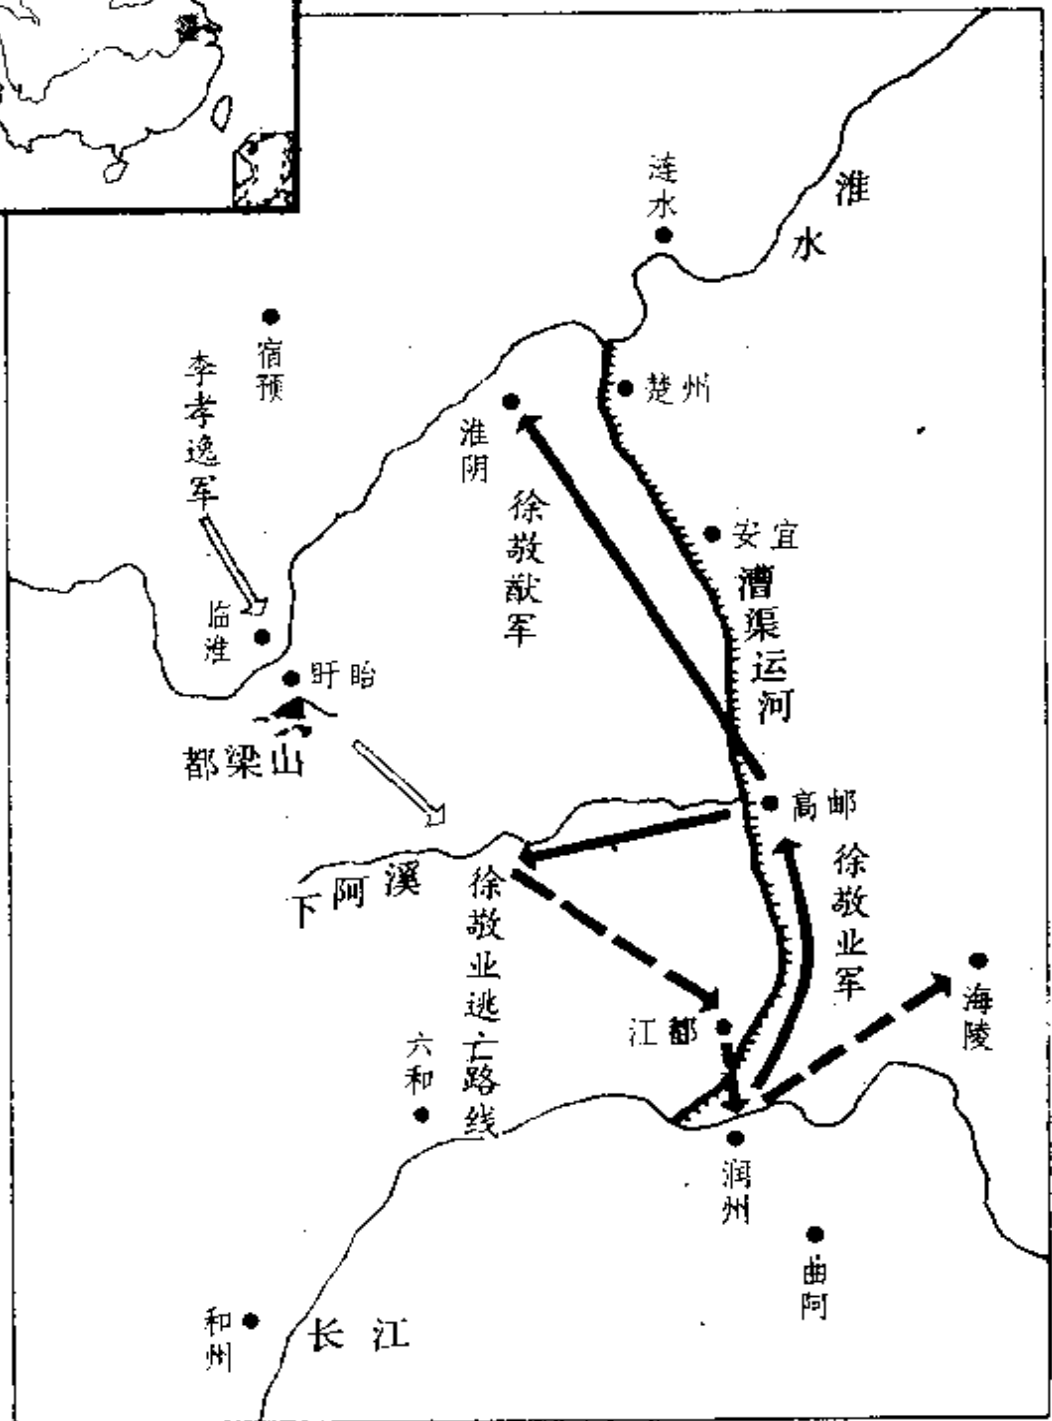 涟水
淮水
宿预
李孝逸军
楚州
淮阴
徐敬猷军
安宜
漕渠运河
临淮
盱眙
都梁山
高邮
下阿溪
徐敬业军
徐敬业逃亡路线
海陵
江都
六和
润州
曲阿
和州
长江